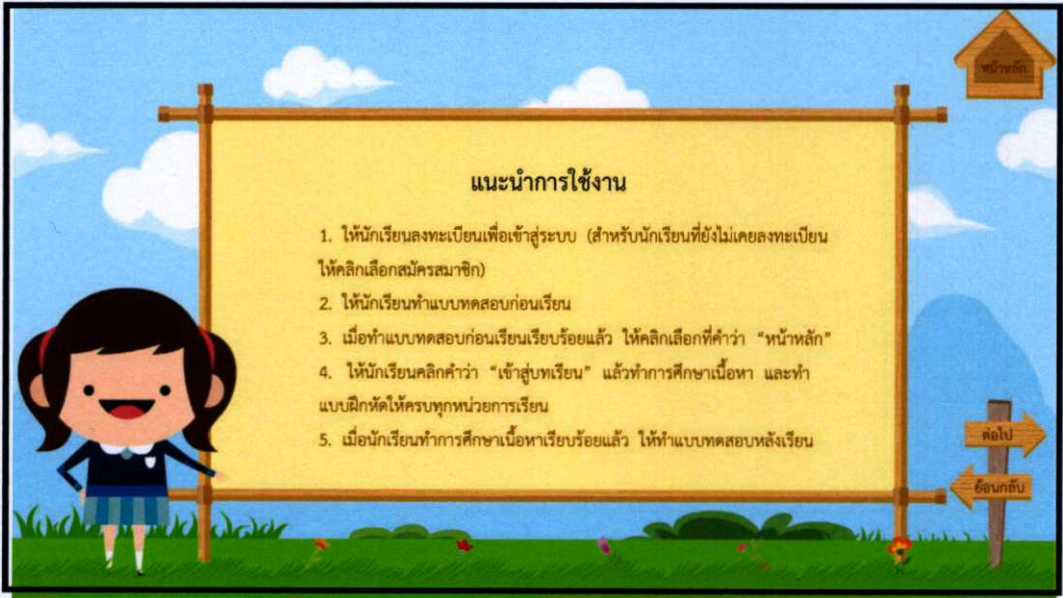 หน้าหลัก
แนะนำการใช้งาน
1. ให้นักเรียนลงทะเบียนเพื่อเข้าสู่ระบบ (สำหรับนักเรียนที่ยังไม่เคยลงทะเบียน
ให้คลิกเลือกสมัครสมาชิก)
2. ให้นักเรียนทำแบบทดสอบก่อนเรียน
3. เมื่อทำแบบทดสอบก่อนเรียนเรียบร้อยแล้ว ให้คลิกเลือกที่คำว่า “หน้าหลัก”
4. ให้นักเรียนคลิกคำว่า “เข้าสู่บทเรียน” แล้วทำการศึกษาเนื้อหา และทำ
แบบฝึกหัดให้ครบทุกหน่วยการเรียน
5. เมื่อนักเรียนทำการศึกษาเนื้อหาเรียบร้อยแล้ว ให้ทำแบบทดสอบหลังเรียน
ต่อไป
ย้อนกลับ